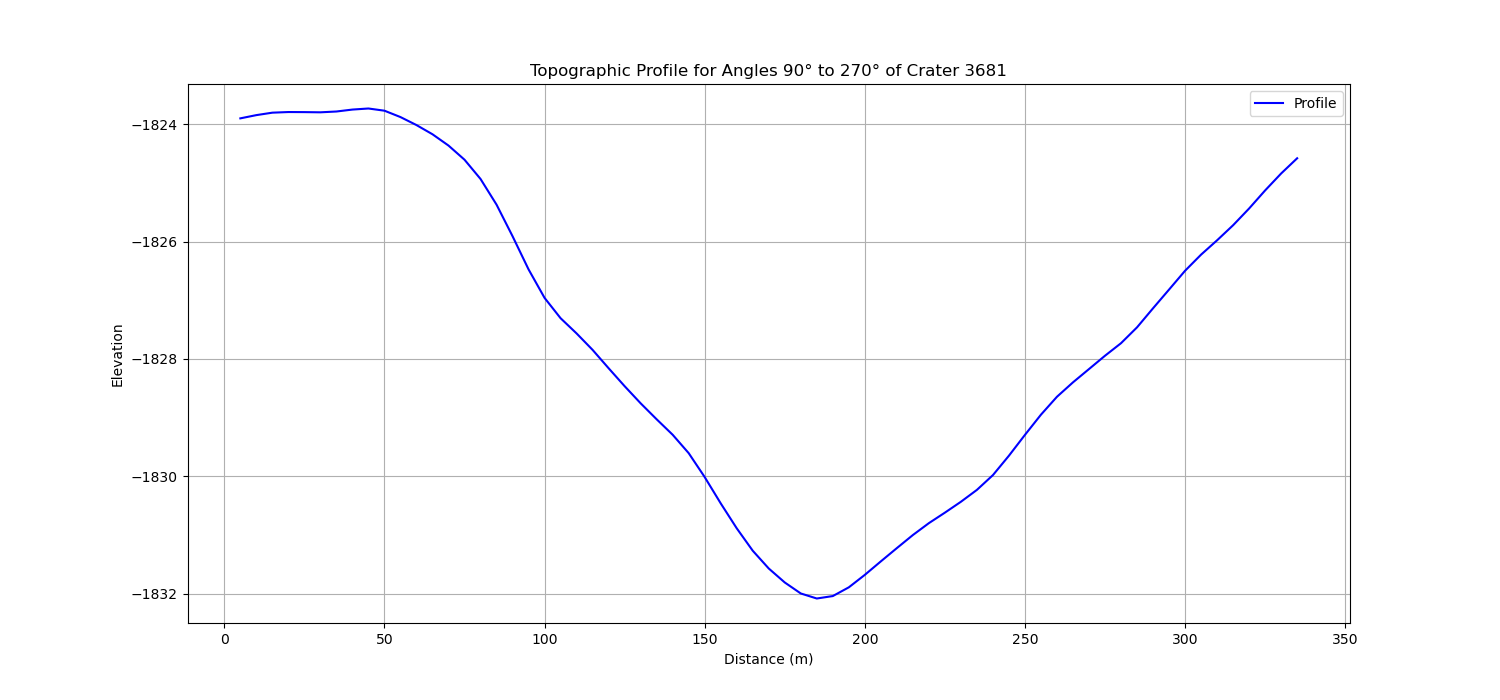 Topographic Profile for Angles 90° to 270° of Crater 3681
Profile
Elevation
−1824
−1826
−1828
−1830
−1832
0 50 100 150 200 250 300 350
Distance (m)